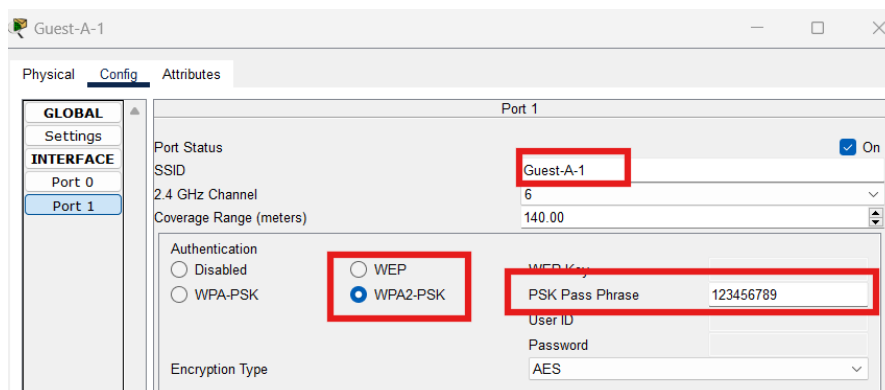 Guest-A-1
Physical Config Attributes
GLOBAL
Settings
INTERFACE
Port 0
Port 1
Port 1
Port Status On
SSID Guest-A-1
2.4 GHz Channel 6
Coverage Range (meters) 140.00
Authentication
Disabled WEP WEP Key
WPA-PSK WPA2-PSK PSK Pass Phrase 123456789
User ID
Password
Encryption Type AES